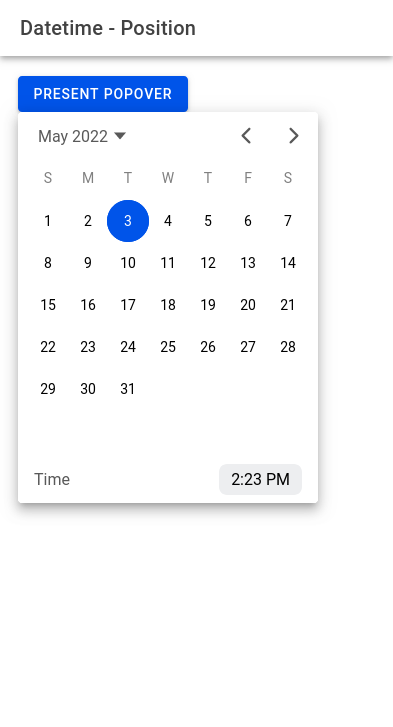 Datetime - Position
PRESENT POPOVER
May 2022
S M T W T F S
1 2 3 4 5 6 7
8 9 10 11 12 13 14
15 16 17 18 19 20 21
22 23 24 25 26 27 28
29 30 31
Time 2:23 PM